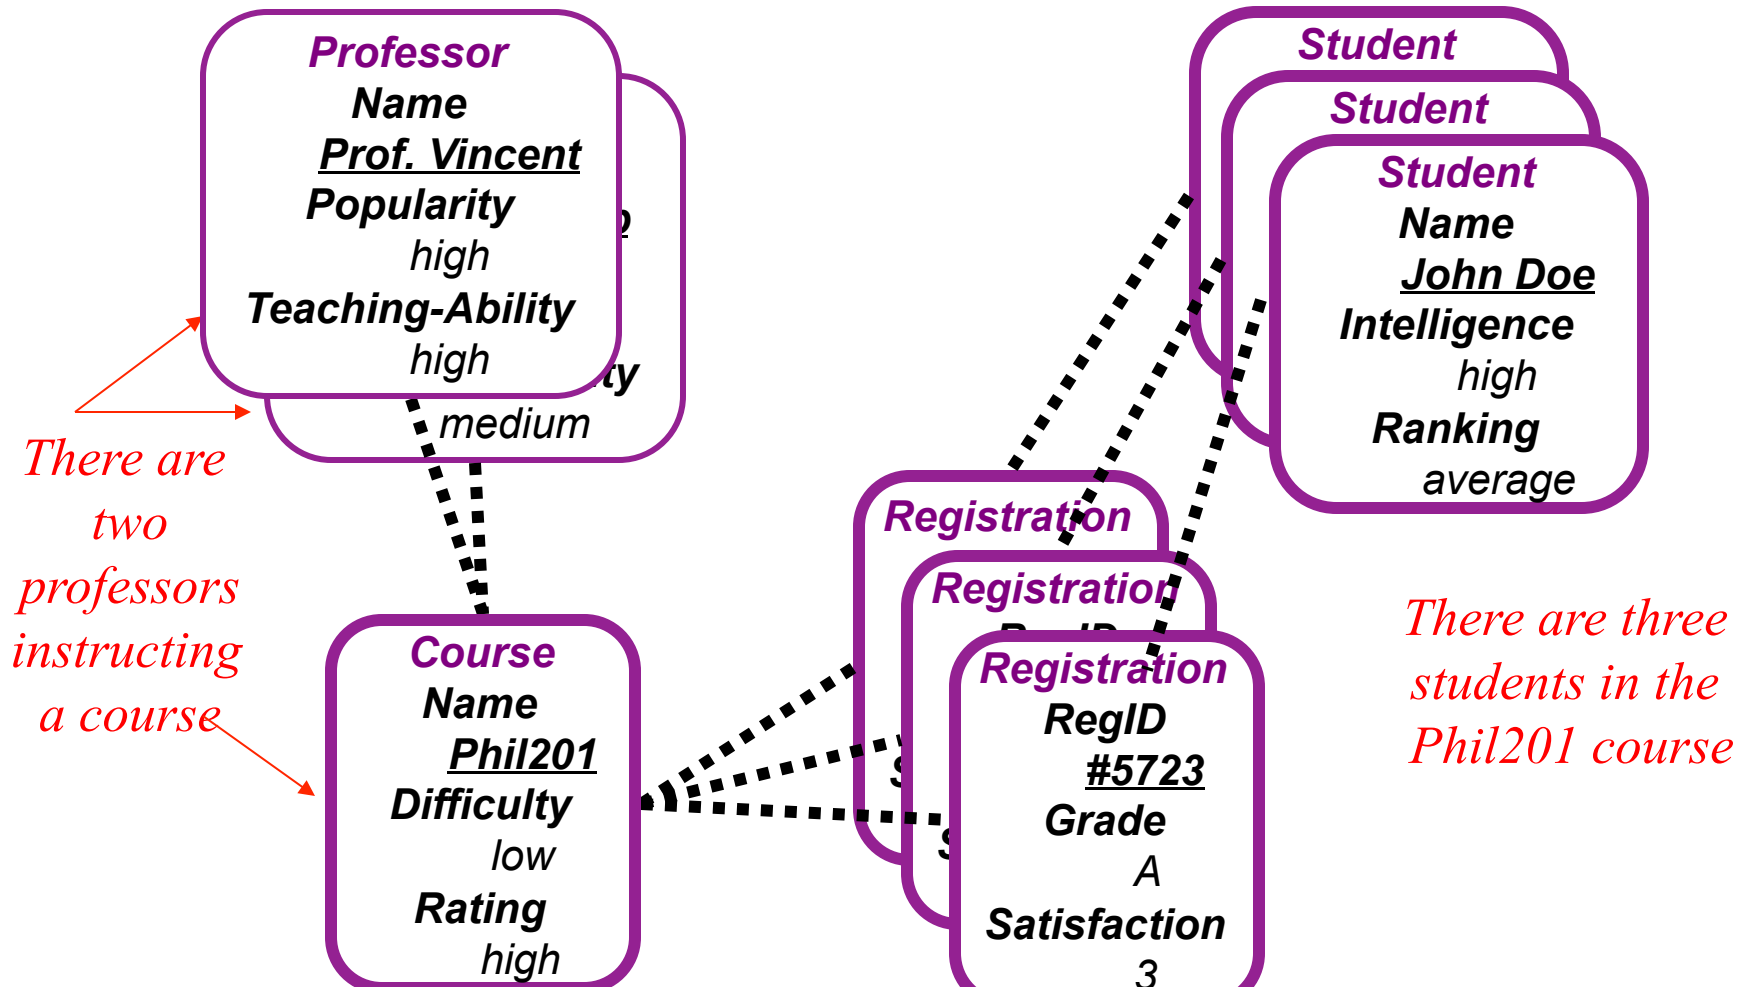 Professor
Name
Prof. Vincent
Popularity
high
Teaching-Ability
high
medium
There are
two
professors
instructing
a course
Course
Name
Phil201
Difficulty
low
Rating
high
Student
Student
Student
Name
John Doe
Intelligence
high
Ranking
average
Registration
Registration
Registration
RegID
#5723
Grade
A
Satisfaction
3
There are three
students in the
Phil201 course